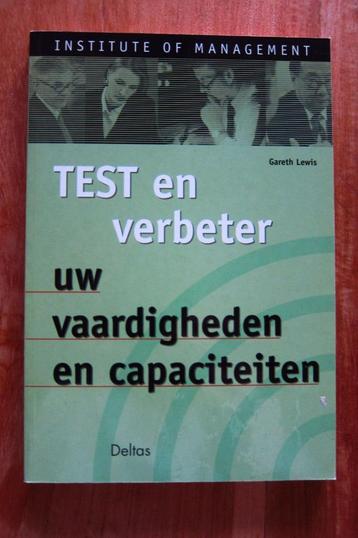 INSTITUTE OF MANAGEMENT
Gareth Lewis
TEST en
verbeter
uw
vaardigheden
en capaciteiten
Deltas